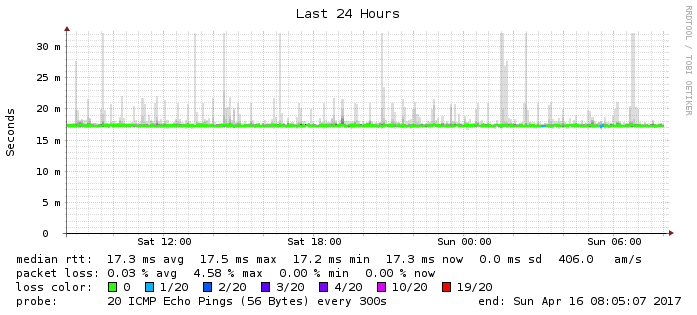 Last 24 Hours
RRDTOOL / TOBI OETIKER
Seconds
30 m
25 m
20 m
15 m
10 m
5 m
0
Sat 12:00 Sat 18:00 Sun 00:00 Sun 06:00
median rtt: 17.3 ms avg 17.5 ms max 17.2 ms min 17.3 ms now 0.0 ms sd 406.0 am/s
packet loss: 0.03 % avg 4.58 % max 0.00 % min 0.00 % now
loss color: 0 1/20 2/20 3/20 4/20 10/20 19/20
probe: 20 ICMP Echo Pings (56 Bytes) every 300s end: Sun Apr 16 08:05:07 2017